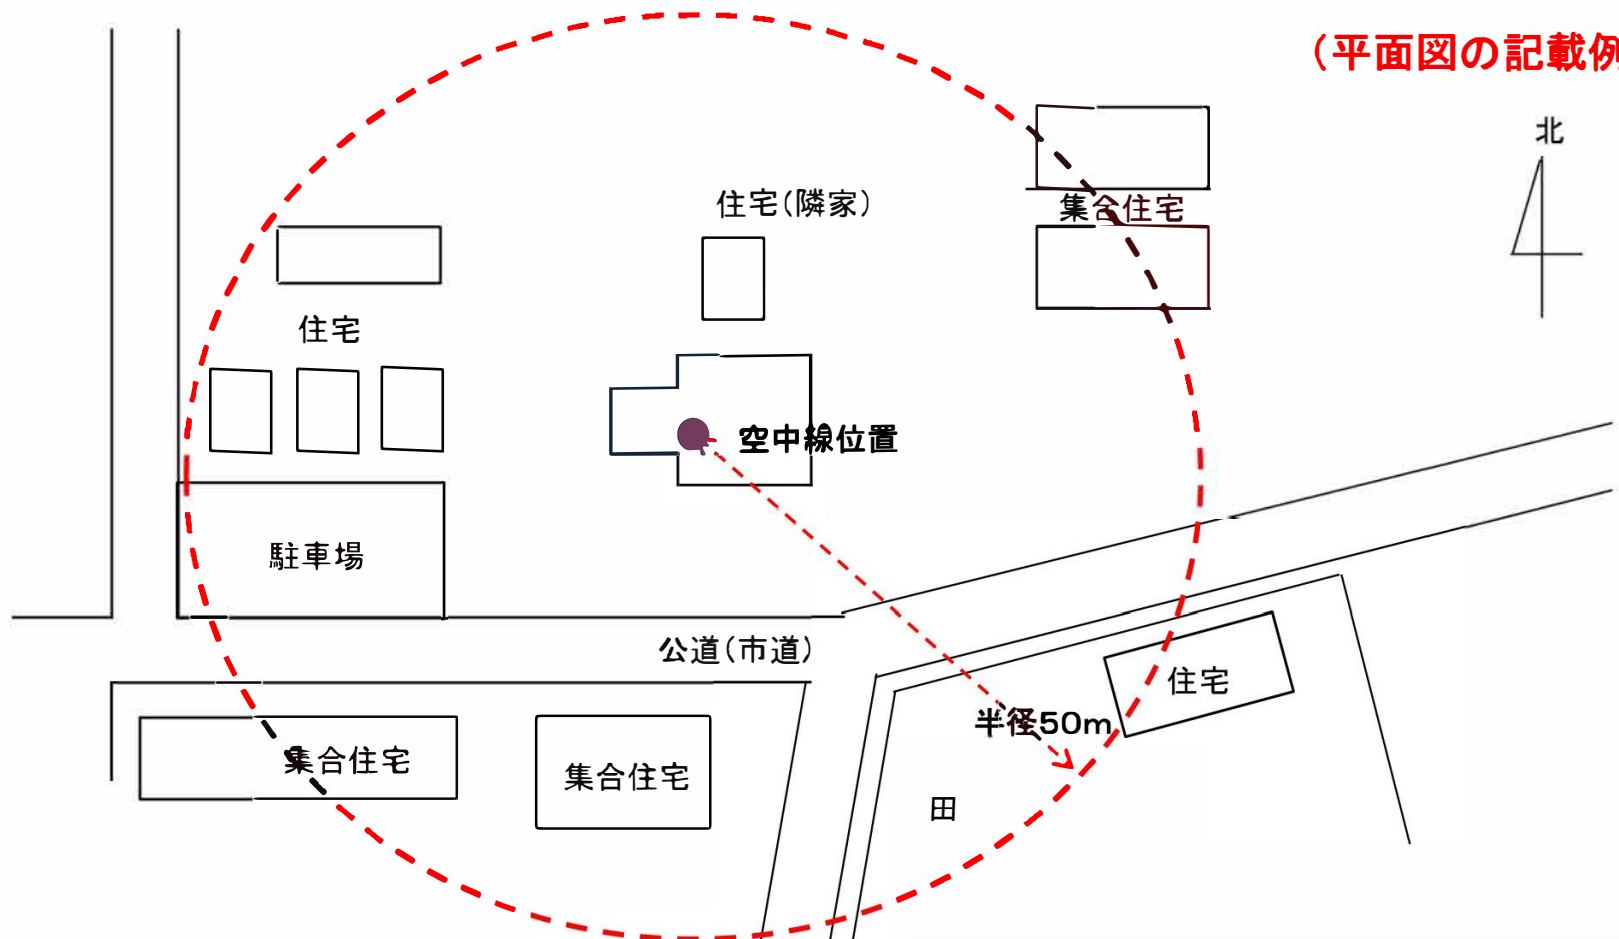 （平面図の記載例
北
住宅(隣家)
集合住宅
住宅
空中線位置
駐車場
公道(市道)
住宅
半径50m
集合住宅
集合住宅
田